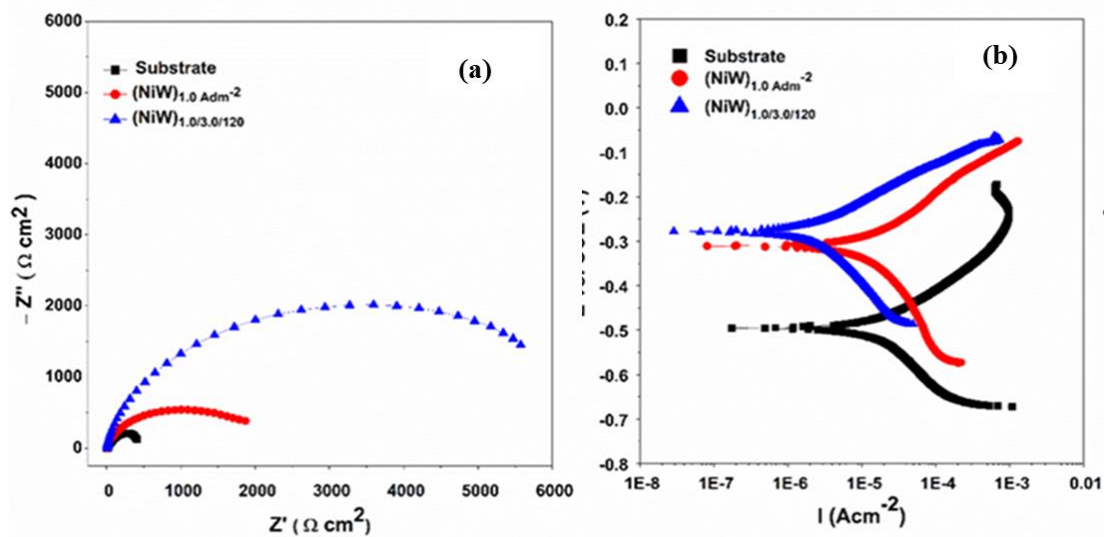 (a)
Substrate
(NiW)1.0 Adm-2
(NiW)1.0/3.0/120
6000
5000
4000
3000
2000
1000
0
– Z" ( Ω cm2)
0 1000 2000 3000 4000 5000 6000
Z' ( Ω cm2)
(b)
Substrate
(NiW)1.0 Adm-2
(NiW)1.0/3.0/120
0.2
0.1
0.0
-0.1
-0.2
-0.3
-0.4
-0.5
-0.6
-0.7
-0.8
1E-8 1E-7 1E-6 1E-5 1E-4 1E-3 0.01
I (Acm-2)